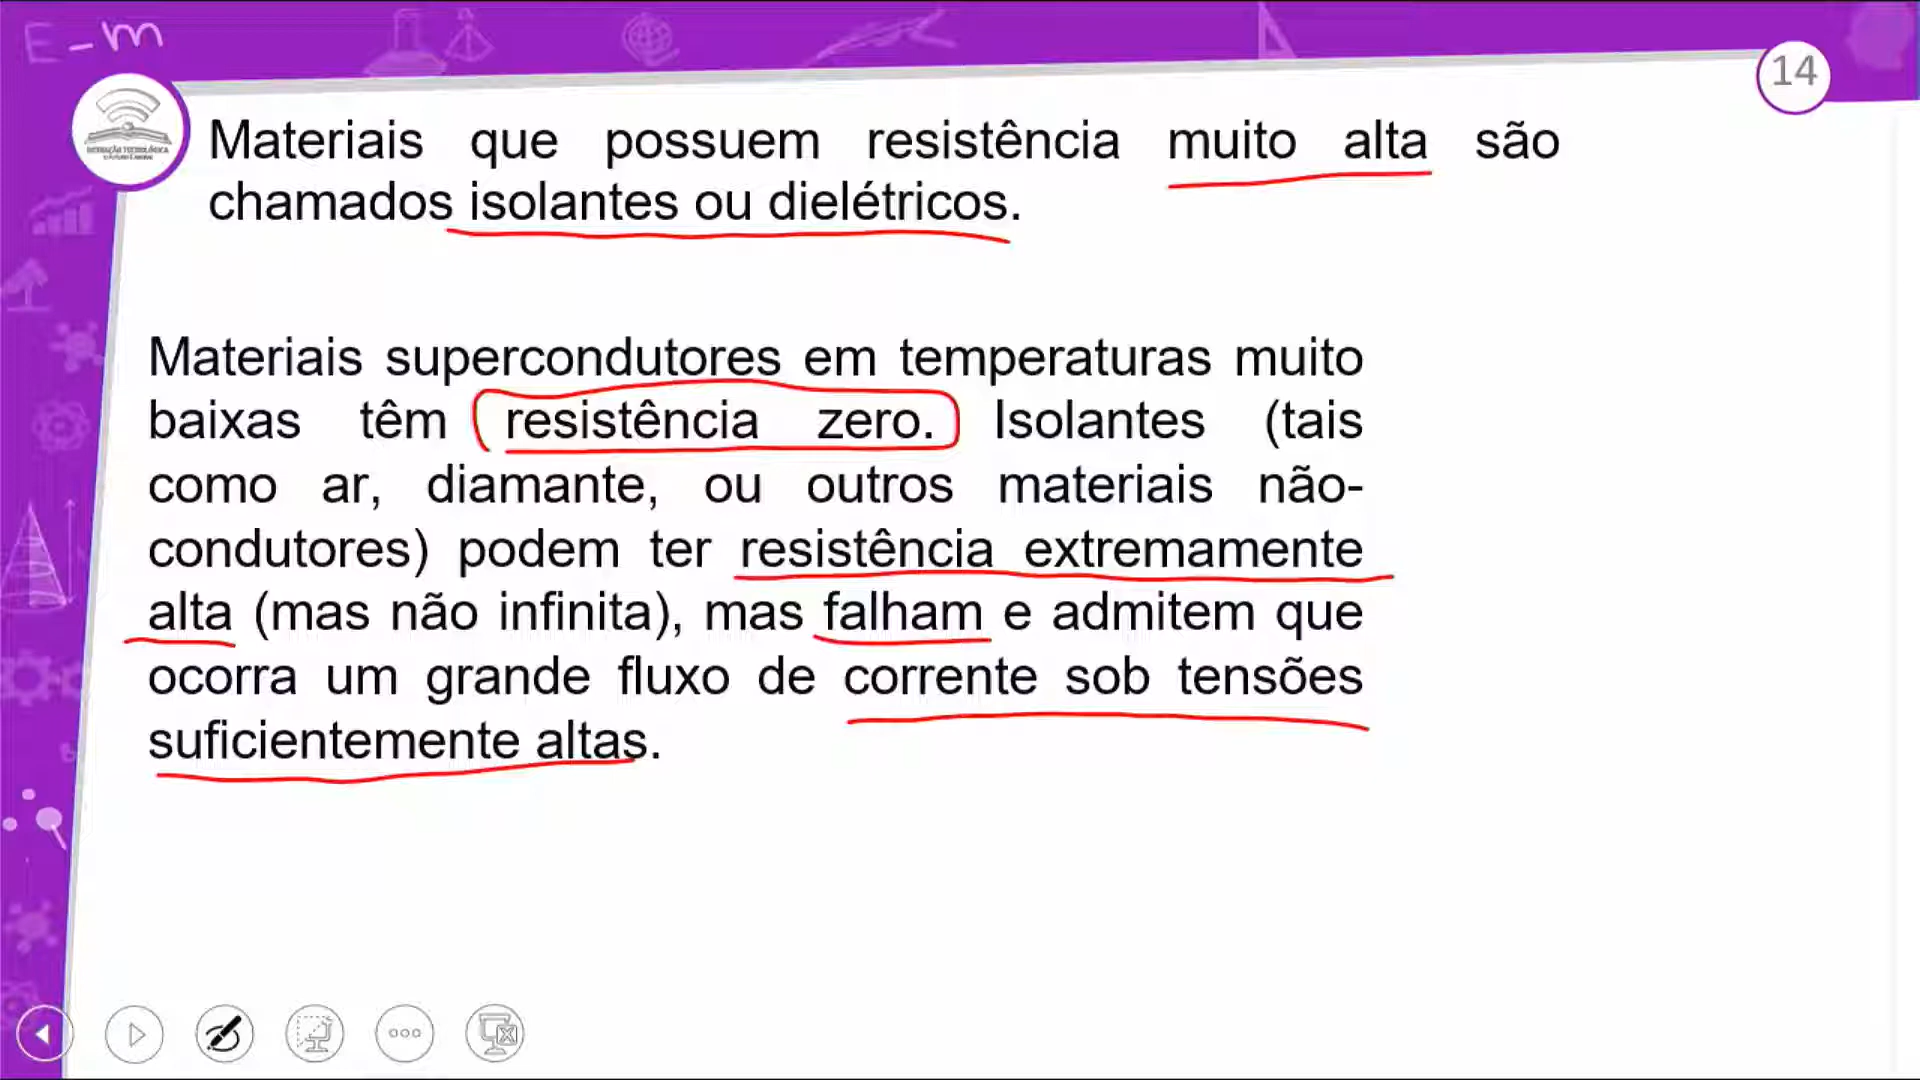 E-m
14
Materiais que possuem resistência muito alta são
chamados isolantes ou dielétricos.
Materiais supercondutores em temperaturas muito
baixas têm resistência zero. Isolantes (tais
como ar, diamante, ou outros materiais não-
condutores) podem ter resistência extremamente
alta (mas não infinita), mas falham e admitem que
ocorra um grande fluxo de corrente sob tensões
suficientemente altas.